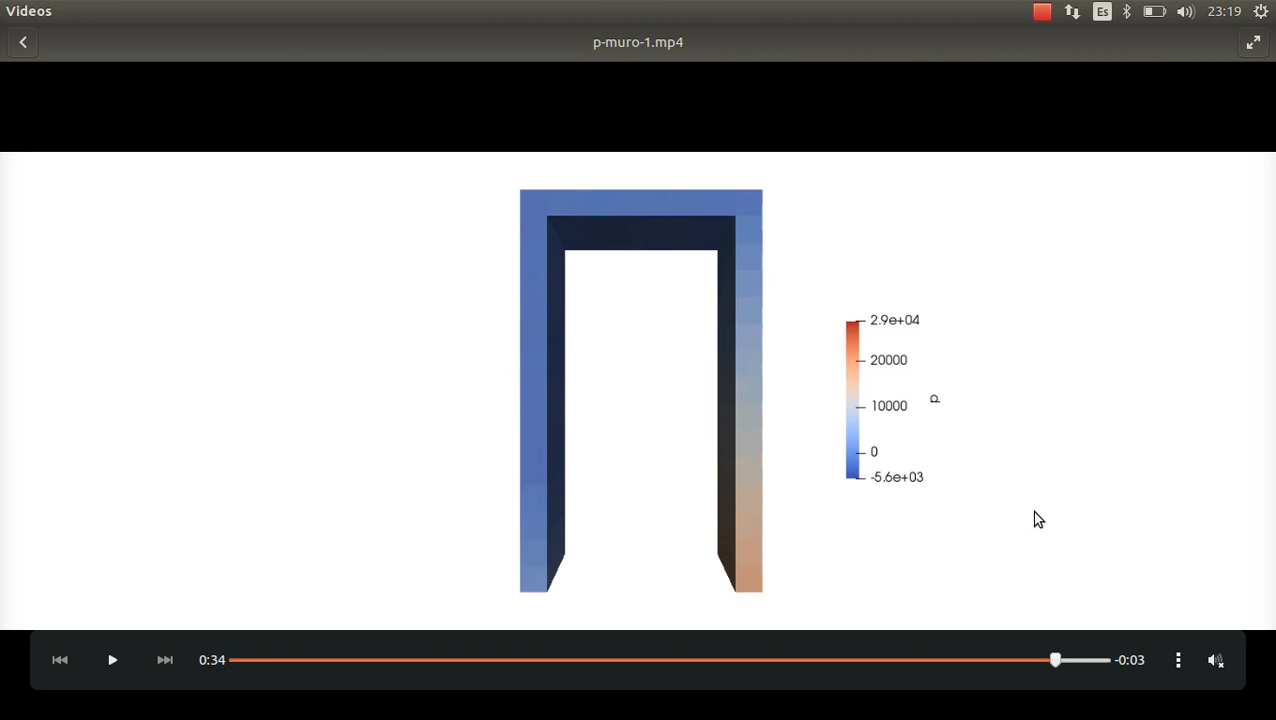 Videos
Es
23:19
p-muro-1.mp4
2.9e+04
20000
10000
p
0
-5.6e+03
0:34
-0:03